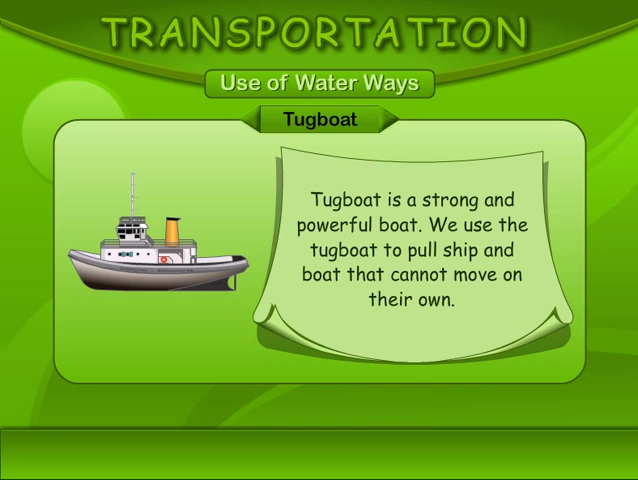 TRANSPORTATION
Use of Water Ways
Tugboat
Tugboat is a strong and
powerful boat. We use the
tugboat to pull ship and
boat that cannot move on
their own.